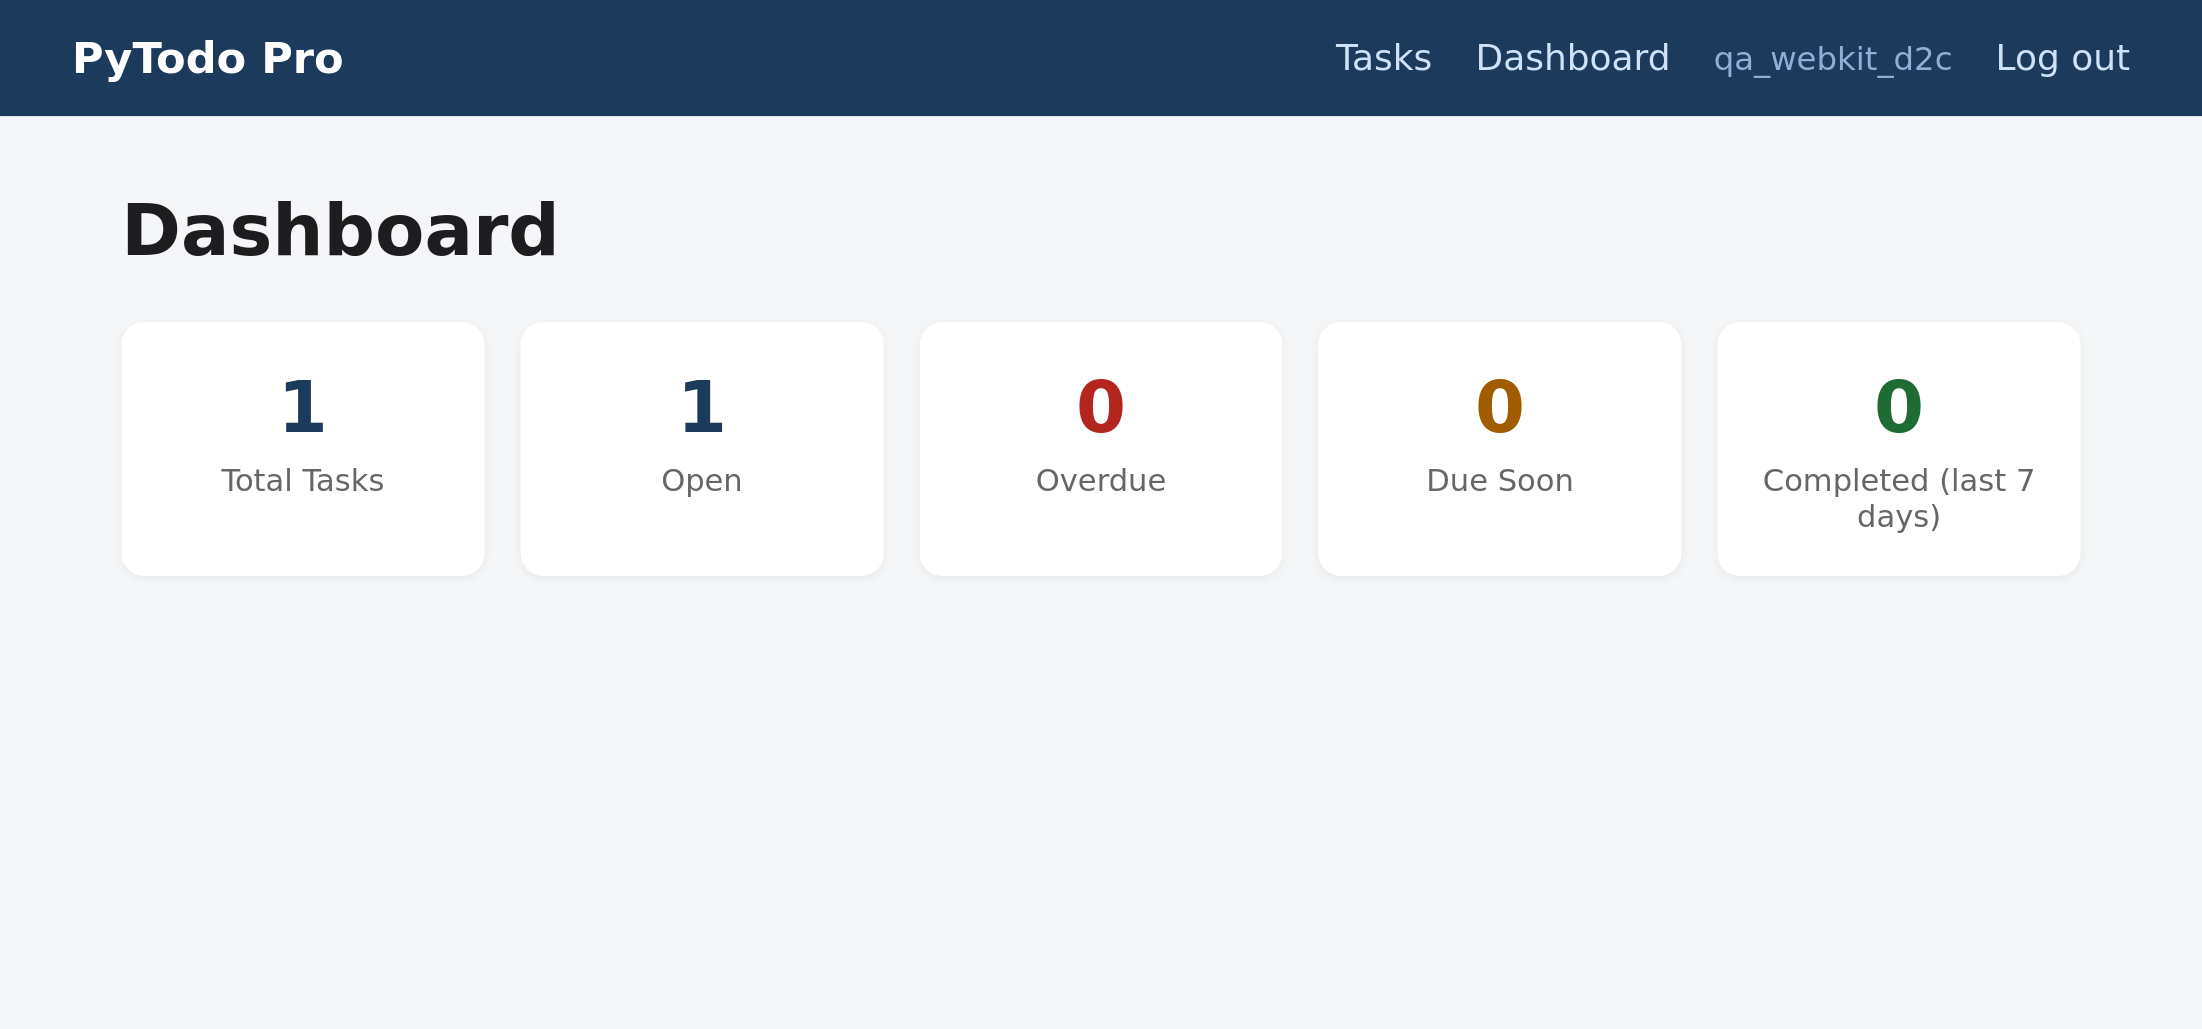 PyTodo Pro
Tasks Dashboard qa_webkit_d2c Log out
Dashboard
1
Total Tasks
1
Open
0
Overdue
0
Due Soon
0
Completed (last 7
days)